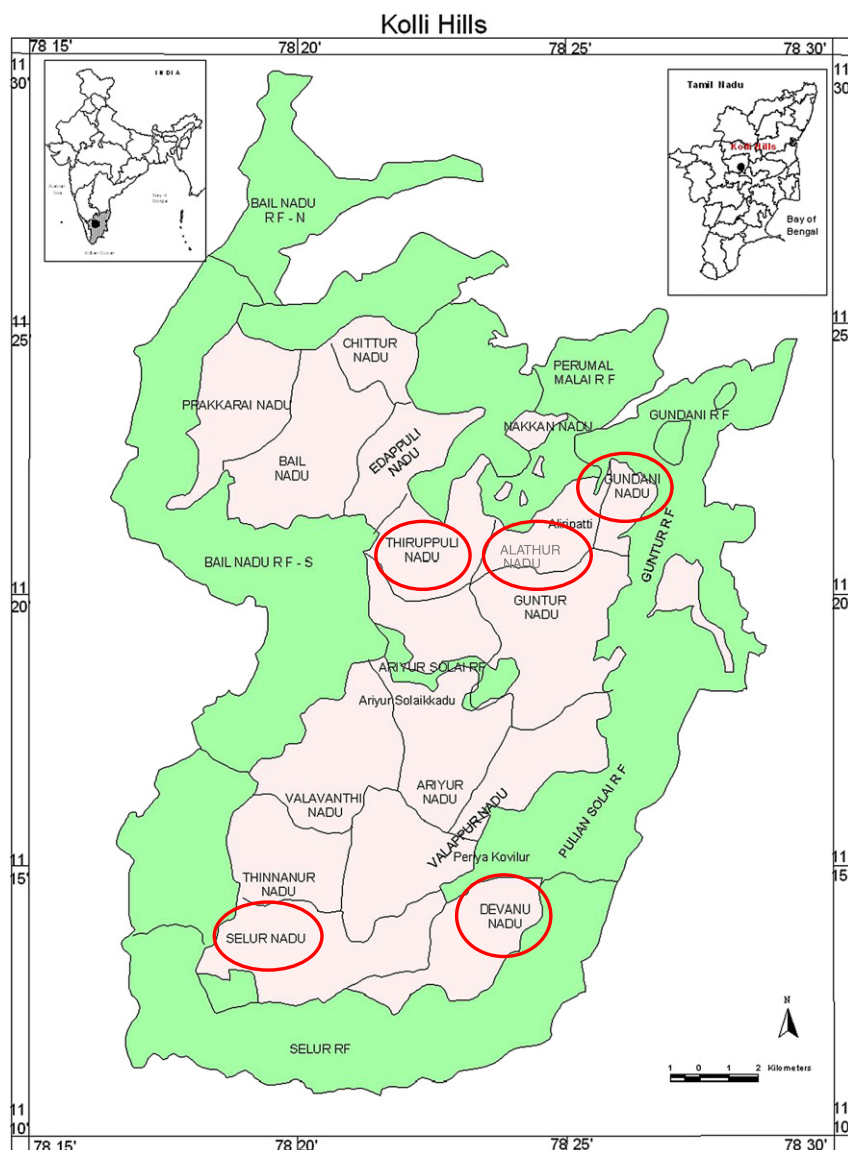 Kolli Hills
78 15'
78 20'
78 25'
78 30'
11
30'
11
30'
INDIA
Tamil Nadu
Kolli Hills
Bay of
Bengal
BAIL NADU
R F - N
11
25'
11
25'
CHITTUR
NADU
PERUMAL
MALAI R F
PRAKKARAI NADU
NAKKAN NADU
GUNDANI R F
EDAPPULI
NADU
BAIL
NADU
GUNDANI
NADU
Aliripatti
THIRUPPULI
NADU
ALATHUR
NADU
GUNTUR R F
BAIL NADU R F - S
11
20'
11
20'
GUNTUR
NADU
ARIYUR SOLAI RF
Ariyur Solaikkadu
ARIYUR
NADU
VALAVANTHI
NADU
VALAPPUR NADU
PULIAN SOLAI R F
Periya Kovilur
11
15'
11
15'
THINNANUR
NADU
DEVANU
NADU
SELUR NADU
N
SELUR RF
1 0 1 2 Kilometers
11
10'
11
10'
78 15'
78 20'
78 25'
78 30'